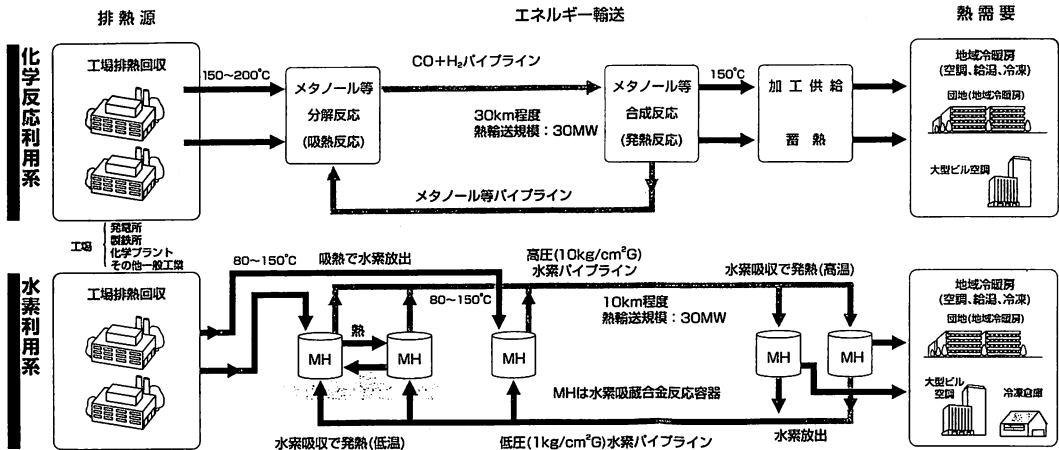 排熱源
エネルギー輸送
熱需要
化学反応利用系
工場排熱回収
150〜200℃
メタノール等
分解反応
(吸熱反応)
CO+H₂パイプライン
30km程度
熱輸送規模：30MW
メタノール等パイプライン
メタノール等
合成反応
(発熱反応)
150℃
加工供給
蓄熱
地域冷暖房
(空調、給湯、冷凍)
団地(地域冷暖房)
大型ビル空調
工場
発電所
製鉄所
化学プラント
その他一般工業
水素利用系
工場排熱回収
80〜150℃
吸熱で水素放出
高圧(10kg/cm²G)
水素パイプライン
水素吸収で発熱(高温)
80〜150℃
10km程度
熱輸送規模：30MW
熱
MH
MH
MH
MH
MH
MHは水素吸蔵合金反応容器
水素吸収で発熱(低温)
低圧(1kg/cm²G)水素パイプライン
水素放出
地域冷暖房
(空調、給湯、冷凍)
団地(地域冷暖房)
大型ビル
空調
冷凍倉庫